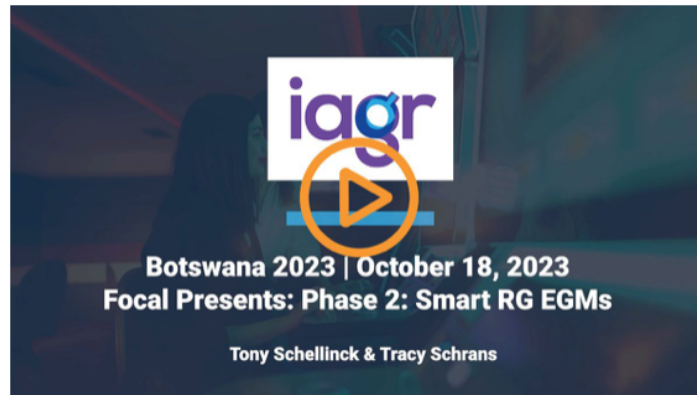 iagr
Botswana 2023 | October 18, 2023
Focal Presents: Phase 2: Smart RG EGMs
Tony Schellinck & Tracy Schrans